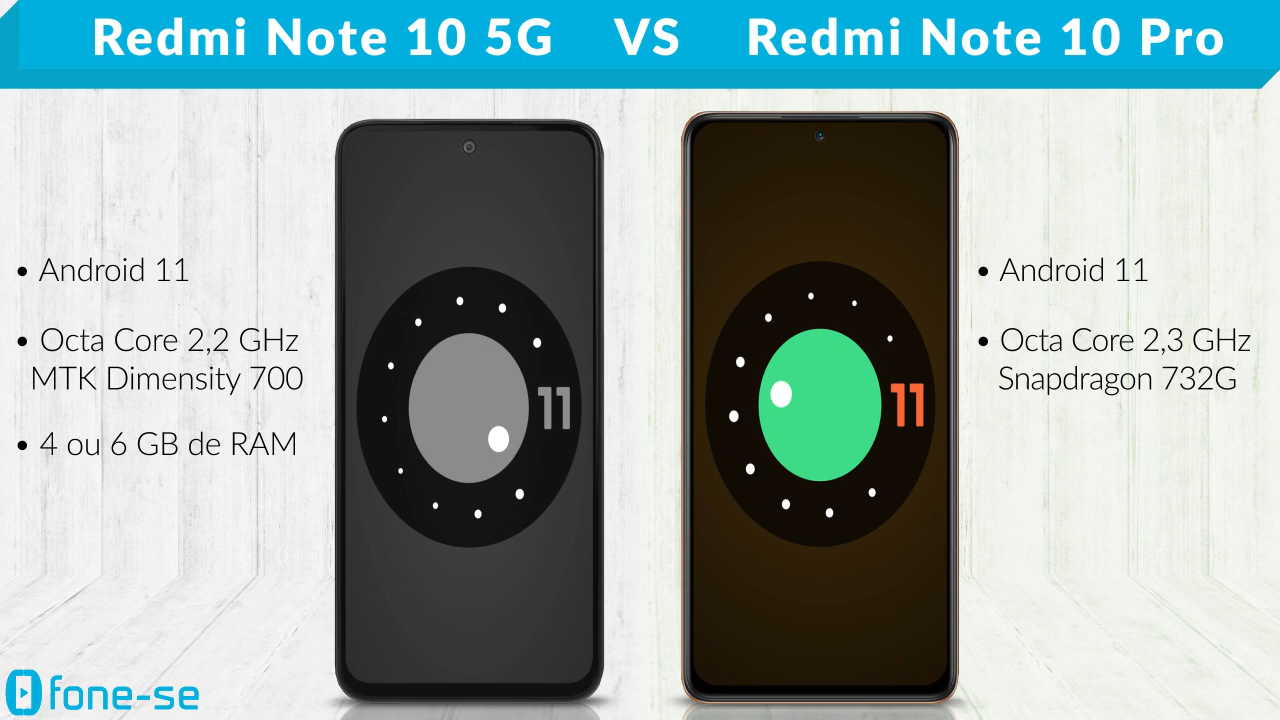 Redmi Note 10 5G VS Redmi Note 10 Pro
• Android 11
• Octa Core 2,2 GHz
MTK Dimensity 700
• 4 ou 6 GB de RAM
11
11
• Android 11
• Octa Core 2,3 GHz
Snapdragon 732G
fone-se